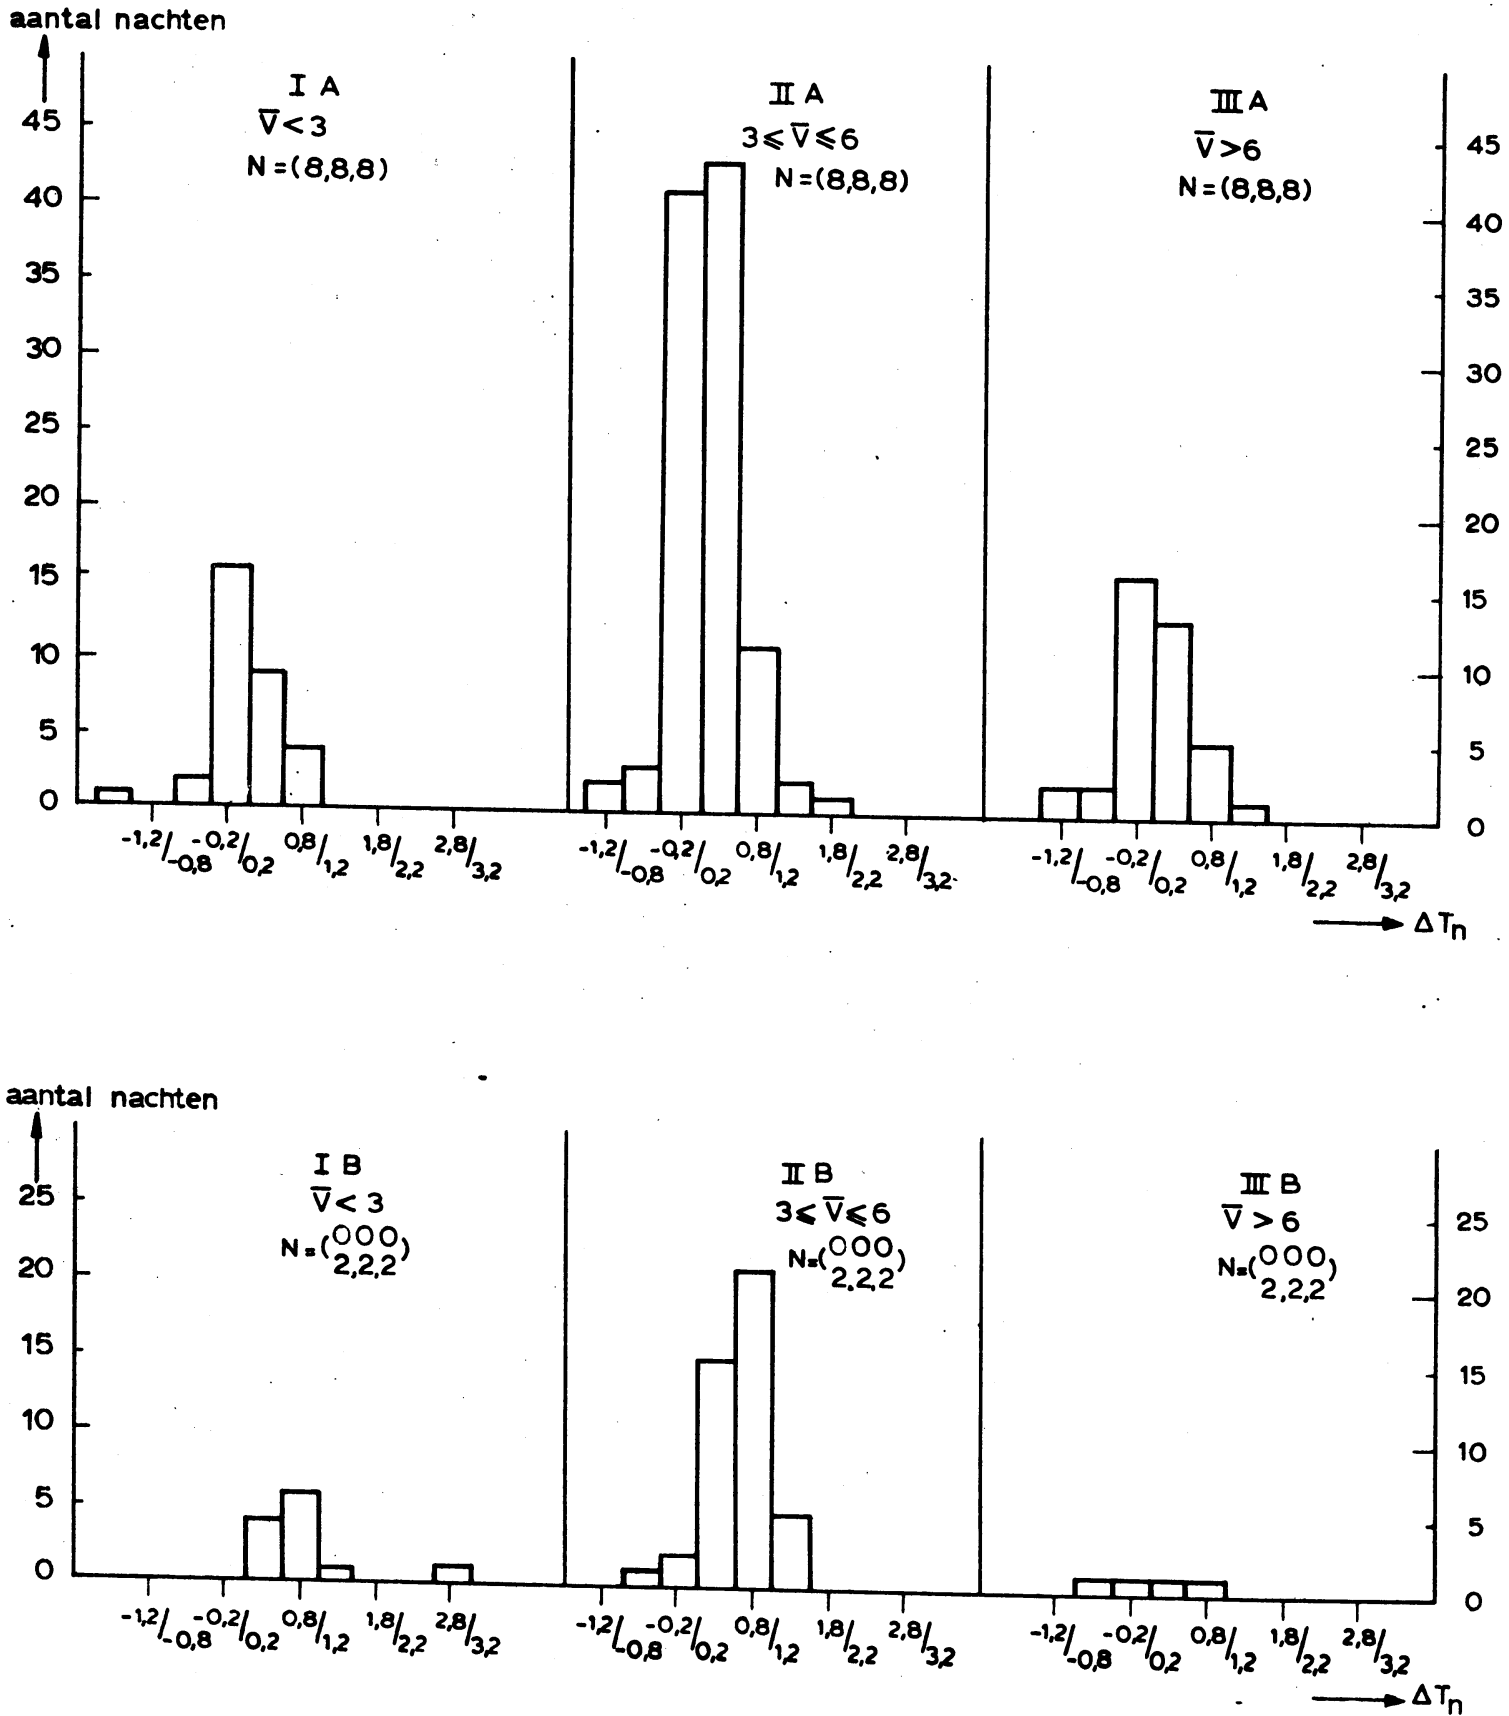 aantal nachten
I A
V̅<3
N=(8,8,8)
II A
3⩽V̅⩽6
N=(8,8,8)
III A
V̅>6
N=(8,8,8)
45
40
35
30
25
20
15
10
5
0
45
40
35
30
25
20
15
10
5
0
-1,2/-0,8 -0,2/0,2 0,8/1,2 1,8/2,2 2,8/3,2
-1,2/-0,8 -0,2/0,2 0,8/1,2 1,8/2,2 2,8/3,2
-1,2/-0,8 -0,2/0,2 0,8/1,2 1,8/2,2 2,8/3,2
ΔTn
aantal nachten
I B
V̅<3
N=(000
2,2,2)
II B
3⩽V̅⩽6
N=(000
2,2,2)
III B
V̅>6
N=(000
2,2,2)
25
20
15
10
5
0
25
20
15
10
5
0
-1,2/-0,8 -0,2/0,2 0,8/1,2 1,8/2,2 2,8/3,2
-1,2/-0,8 -0,2/0,2 0,8/1,2 1,8/2,2 2,8/3,2
-1,2/-0,8 -0,2/0,2 0,8/1,2 1,8/2,2 2,8/3,2
ΔTn